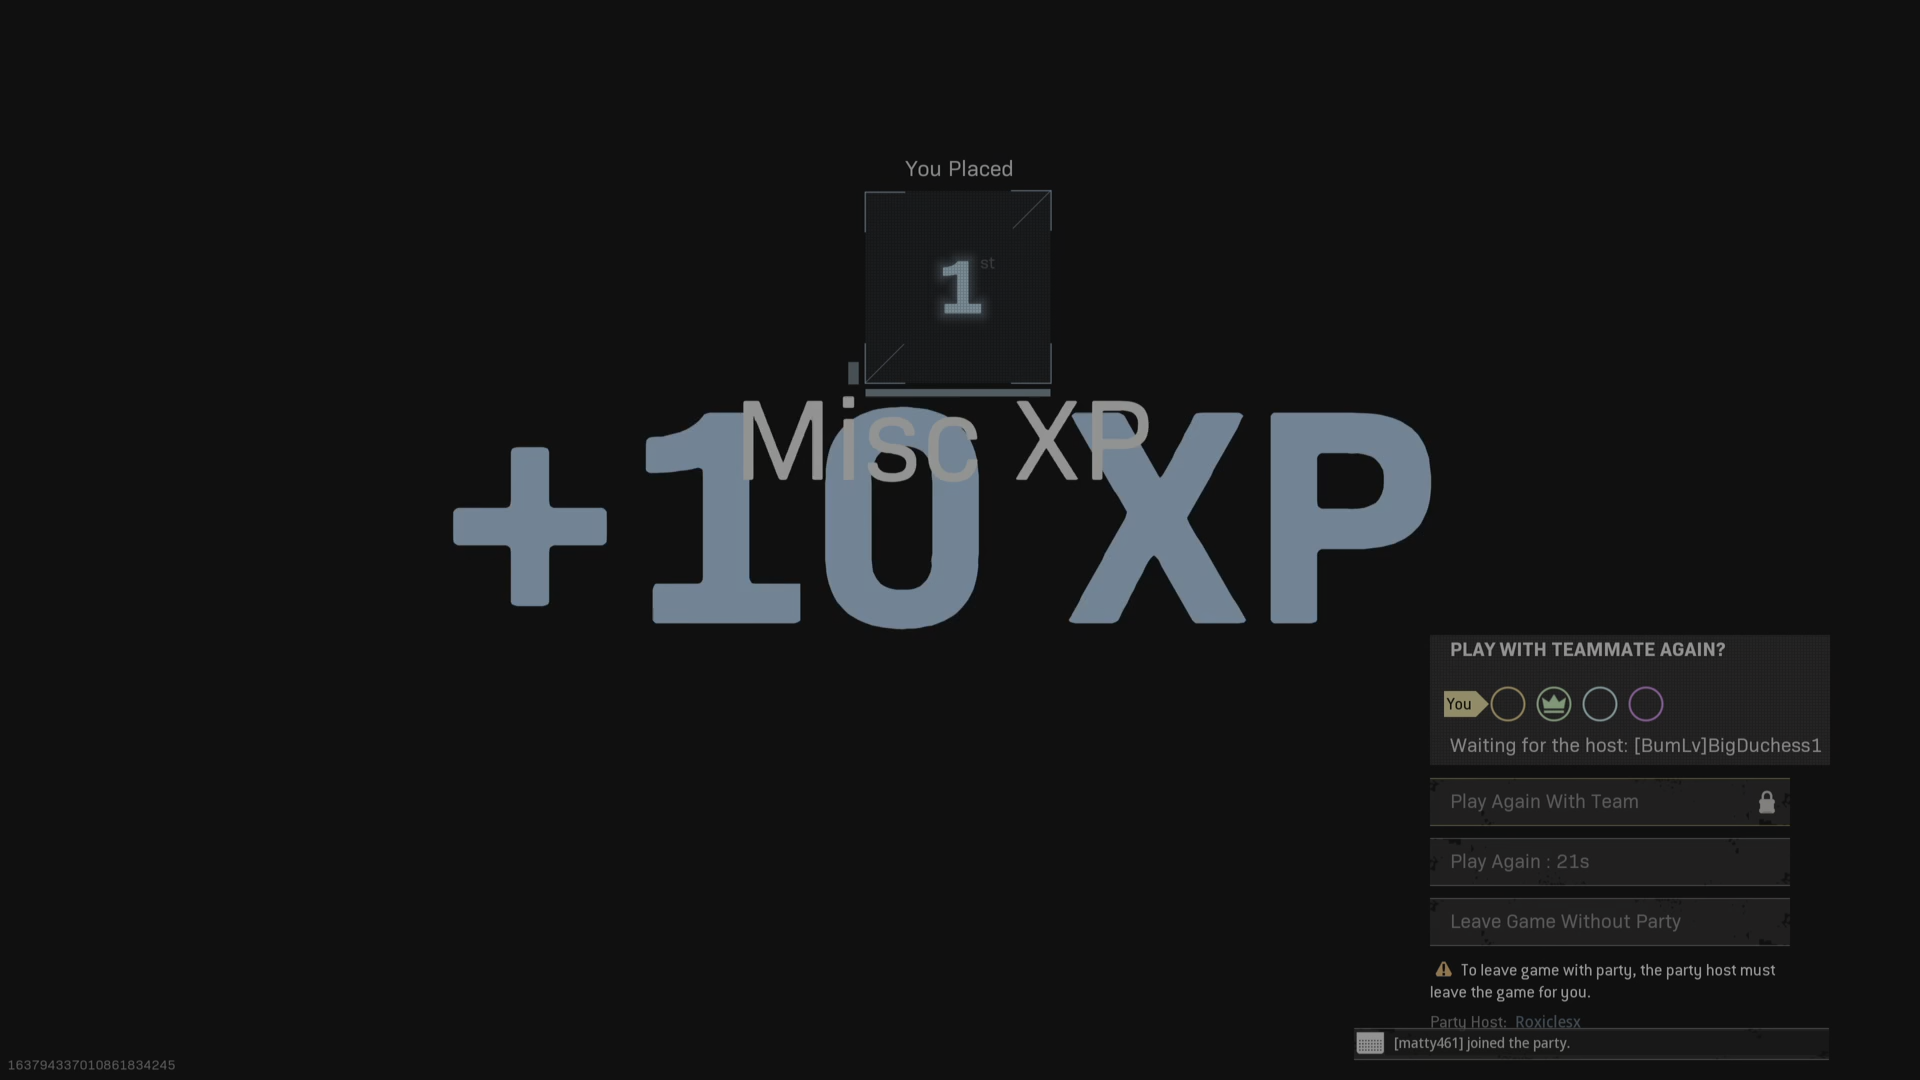 You Placed
1st
Misc XP
+10 XP
PLAY WITH TEAMMATE AGAIN?
You
Waiting for the host: [BumLv]BigDuchess1
Play Again With Team
Play Again : 21s
Leave Game Without Party
To leave game with party, the party host must
leave the game for you.
Party Host: Roxiclesx
[matty461] joined the party.
163794337010861834245